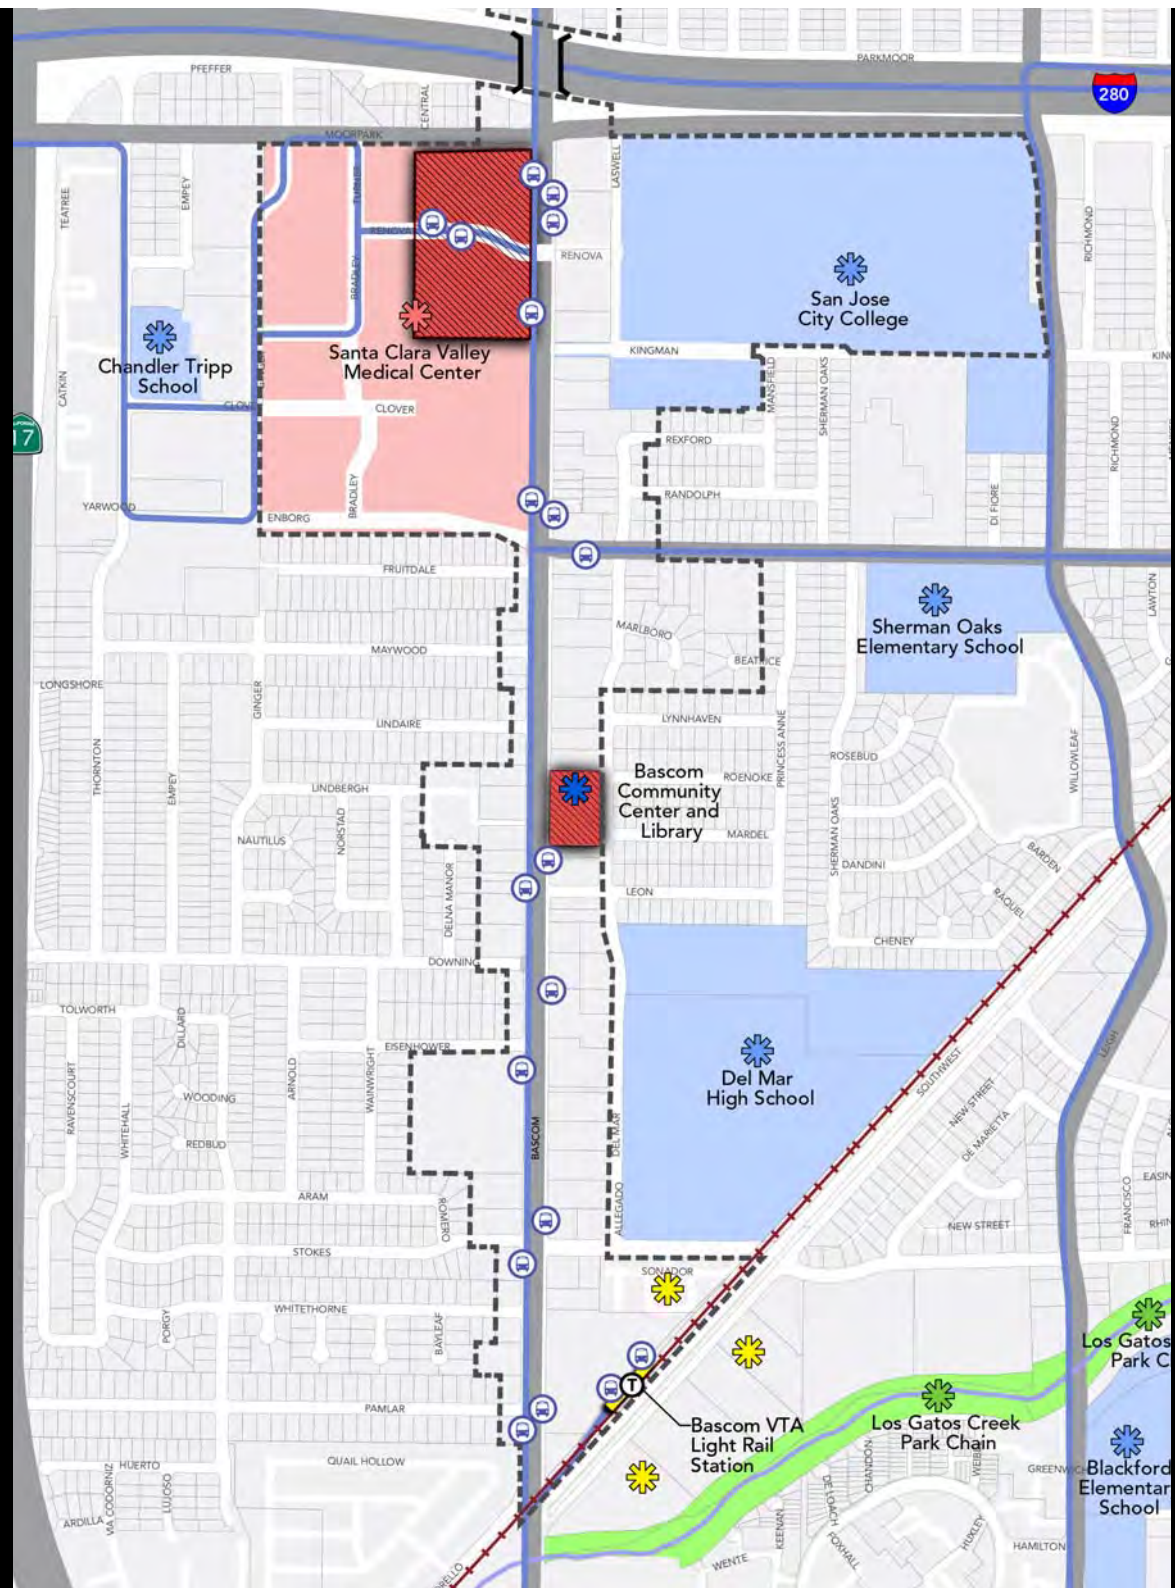 PARKMOOR
PFEFFER
280
EMPEY
CENTRAL
MOORPARK
LASWELL
TEATREE
EMPEY
TURNER
RICHMOND
RENOVA
RENOVA
BRADLEY
San Jose
City College
Chandler Tripp
School
Santa Clara Valley
Medical Center
KINGMAN
CATKIN
MANSFIELD
SHERMAN OAKS
CLOVER
17
REXFORD
RICHMOND
RANDOLPH
BRADLEY
YARWOOD
ENBORG
DI FIORE
FRUITDALE
LAWTON
Sherman Oaks
Elementary School
MARLBORO
MAYWOOD
BEATRICE
LONGSHORE
GINGER
LINDAIRE
LYNNHAVEN
PRINCESS ANNE
THORNTON
EMPEY
ROSEBUD
WILLOWLEAF
Bascom
Community
Center and
Library
ROENOKE
LINDBERGH
NORSTAD
NAUTILUS
MARDEL
SHERMAN OAKS
DANDINI
BARDEN
LEON
RAQUEL
DELNA MANOR
CHENEY
DOWNING
TOLWORTH
DILLARD
EISENHOWER
LEIGH
SOUTHWEST
Del Mar
High School
RAVENSCOURT
WHITEHALL
WOODING
ARNOLD
WAINWRIGHT
NEW STREET
DE MARIETTA
REDBUD
BASCOM
DEL MAR
ARAM
ROMERO
ALLEGADO
FRANCISCO
NEW STREET
STOKES
SONADOR
WHITETHORNE
PORGY
BAYLEAF
Los Gatos
Park C
T
PAMLAR
Bascom VTA
Light Rail
Station
Los Gatos Creek
Park Chain
QUAIL HOLLOW
HUERTO
VIA CODORNIZ
LUJOSO
ARDILLA
CHANDON
DE LOACH
Blackford
Elementar
School
KEENAN
FOXHALL
HUXLEY
HAMILTON
WENTE